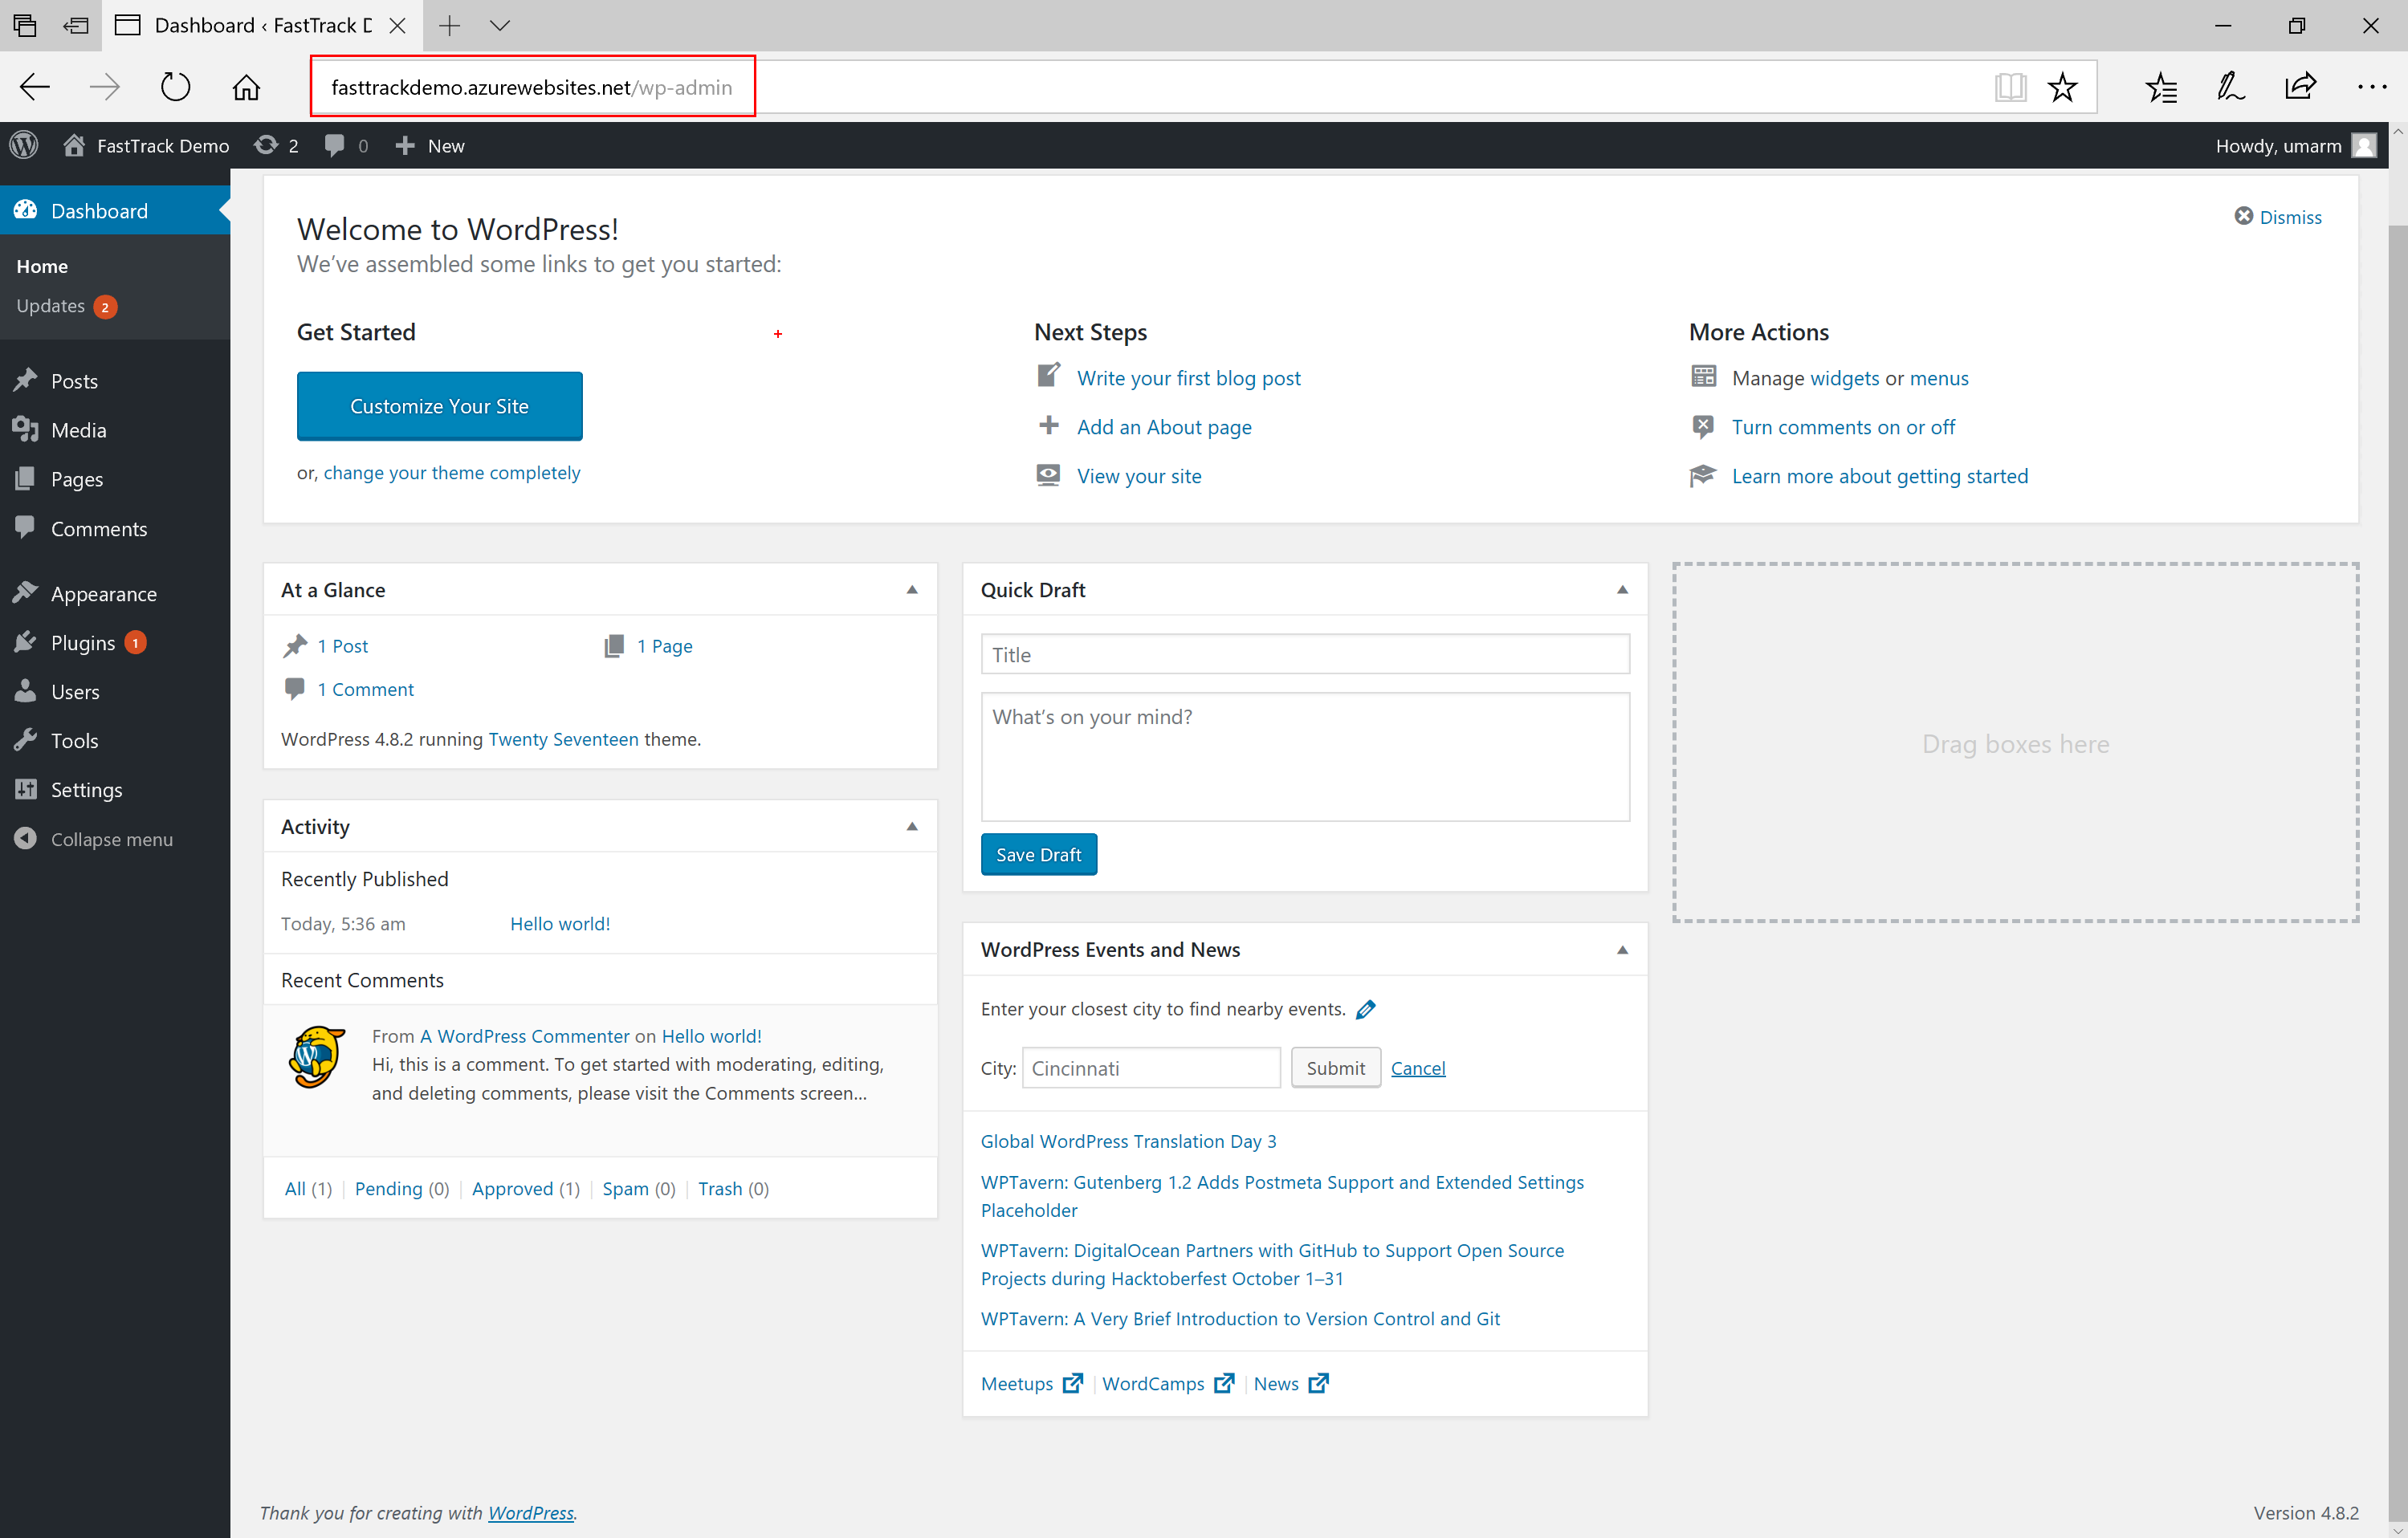 Dashboard ‹ FastTrack D
fasttrackdemo.azurewebsites.net/wp-admin
FastTrack Demo 2 0 New
Howdy, umarm
Dashboard
Home
Updates 2
Posts
Media
Pages
Comments
Appearance
Plugins 1
Users
Tools
Settings
Collapse menu
Welcome to WordPress!
Dismiss
We’ve assembled some links to get you started:
Get Started
Customize Your Site
or, change your theme completely
Next Steps
Write your first blog post
Add an About page
View your site
More Actions
Manage widgets or menus
Turn comments on or off
Learn more about getting started
At a Glance
1 Post
1 Page
1 Comment
WordPress 4.8.2 running Twenty Seventeen theme.
Activity
Recently Published
Today, 5:36 am Hello world!
Recent Comments
From A WordPress Commenter on Hello world!
Hi, this is a comment. To get started with moderating, editing,
and deleting comments, please visit the Comments screen…
All (1) | Pending (0) | Approved (1) | Spam (0) | Trash (0)
Quick Draft
Title
What’s on your mind?
Save Draft
WordPress Events and News
Enter your closest city to find nearby events.
City: Cincinnati Submit Cancel
Global WordPress Translation Day 3
WPTavern: Gutenberg 1.2 Adds Postmeta Support and Extended Settings
Placeholder
WPTavern: DigitalOcean Partners with GitHub to Support Open Source
Projects during Hacktoberfest October 1–31
WPTavern: A Very Brief Introduction to Version Control and Git
Meetups | WordCamps | News
Drag boxes here
Thank you for creating with WordPress.
Version 4.8.2